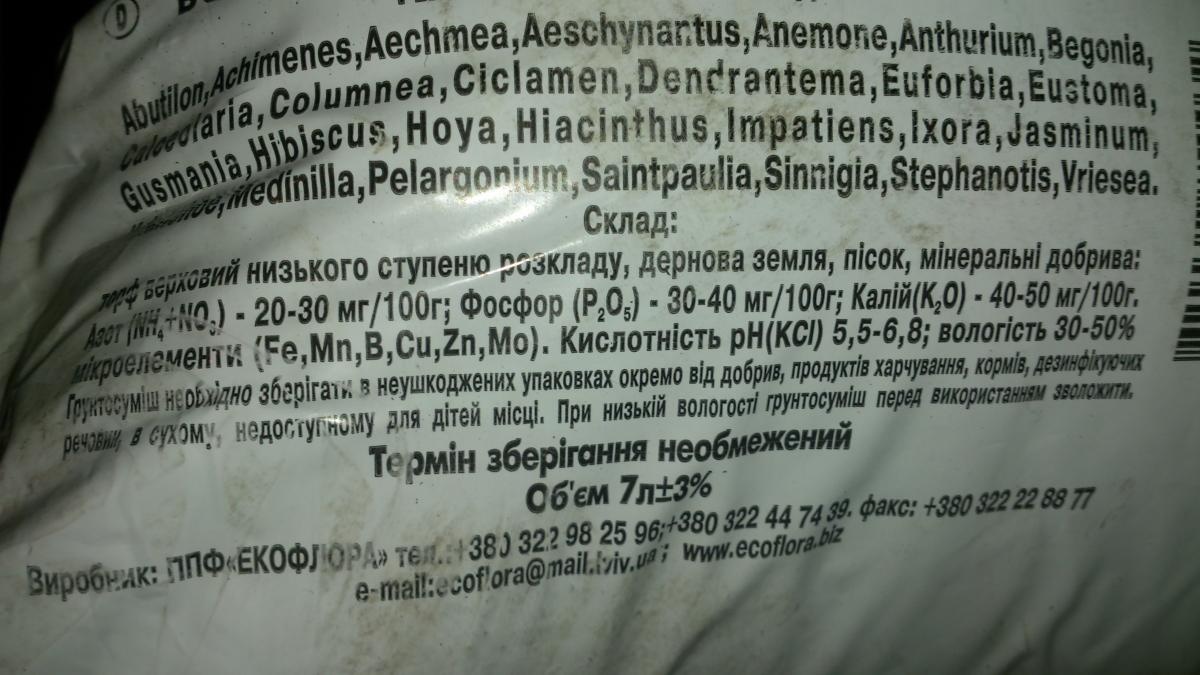 Abutilon,Achimenes,Aechmea,Aeschynantus,Anemone,Anthurium,Begonia,
Columnea,Ciclamen,Dendrantema,Euforbia,Eustoma,
Gusmania,Hibiscus,Hoya,Hiacinthus,Impatiens,Ixora,Jasminum,
Medinilla,Pelargonium,Saintpaulia,Sinnigia,Stephanotis,Vriesea.
Склад:
торф верховий низького ступеню розкладу, дернова земля, пісок, мінеральні добрива:
Азот (NH₄+NO₃) - 20-30 мг/100г; Фосфор (P₂O₅) - 30-40 мг/100г; Калій(K₂O) - 40-50 мг/100г.
мікроелементи (Fe,Mn,B,Cu,Zn,Mo). Кислотність pH(KCl) 5,5-6,8; вологість 30-50%
Грунтосуміш необхідно зберігати в неушкоджених упаковках окремо від добрив, продуктів харчування, кормів, дезинфікуючих
речовин, в сухому, недоступному для дітей місці. При низькій вологості грунтосуміш перед використанням зволожити.
Термін зберігання необмежений
Об'єм 7л±3%
Виробник: ППФ«ЕКОФЛОРА» тел.:+380 322 98 25 96;+380 322 44 74 39. факс: +380 322 22 88 77
e-mail:ecoflora@mail.lviv.ua; www.ecoflora.biz